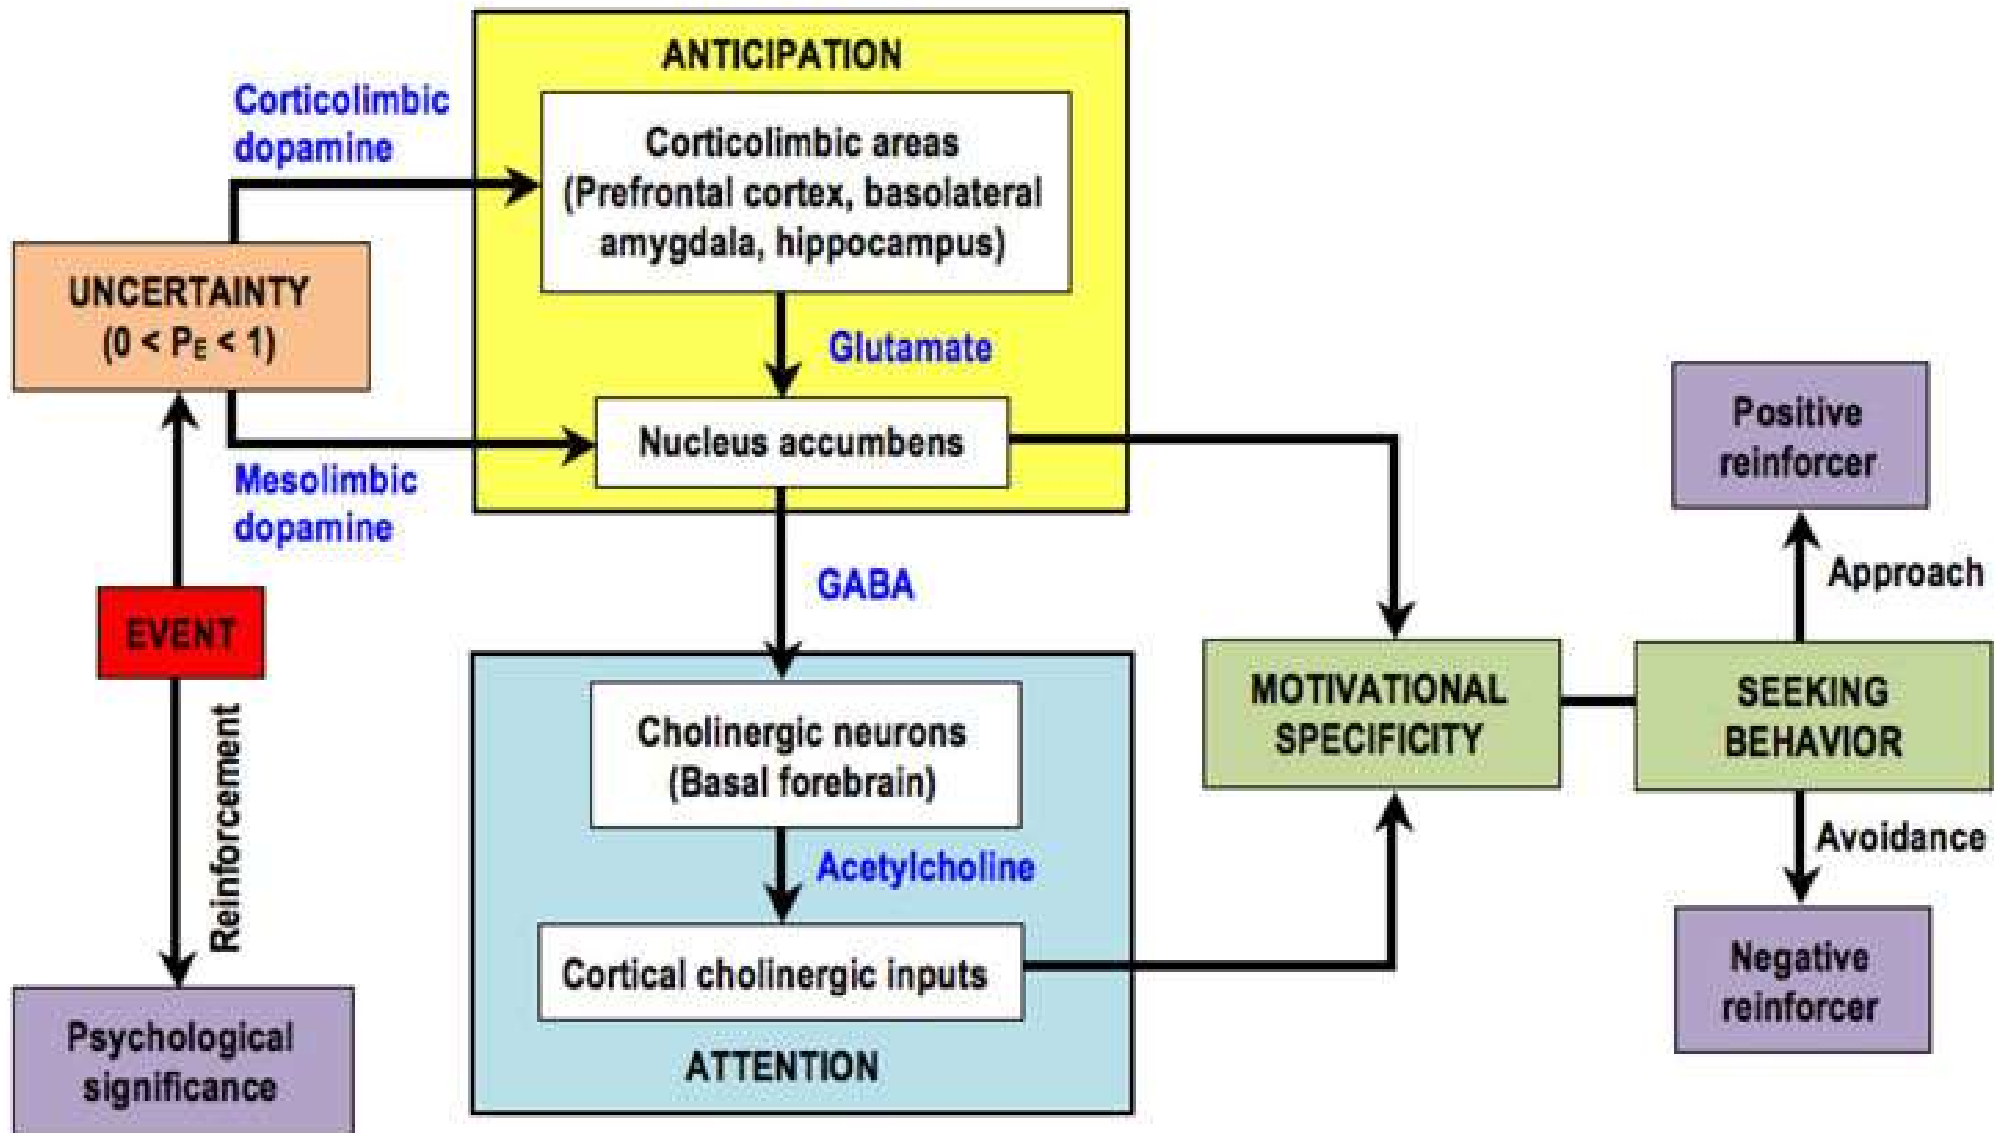 ANTICIPATION
Corticolimbic
dopamine
Corticolimbic areas
(Prefrontal cortex, basolateral
amygdala, hippocampus)
UNCERTAINTY
(0 < PE < 1)
Glutamate
Nucleus accumbens
Mesolimbic
dopamine
Positive
reinforcer
GABA
Approach
EVENT
Reinforcement
Cholinergic neurons
(Basal forebrain)
MOTIVATIONAL
SPECIFICITY
SEEKING
BEHAVIOR
Acetylcholine
Avoidance
Cortical cholinergic inputs
Negative
reinforcer
Psychological
significance
ATTENTION